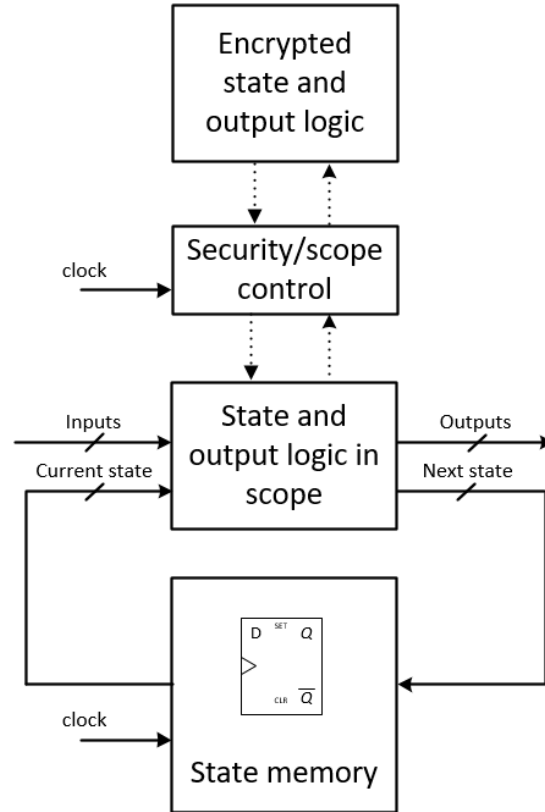 Encrypted
state and
output logic
clock
Security/scope
control
Inputs
State and
output logic in
scope
Outputs
Current state
Next state
D SET Q
CLR Q̅
clock
State memory